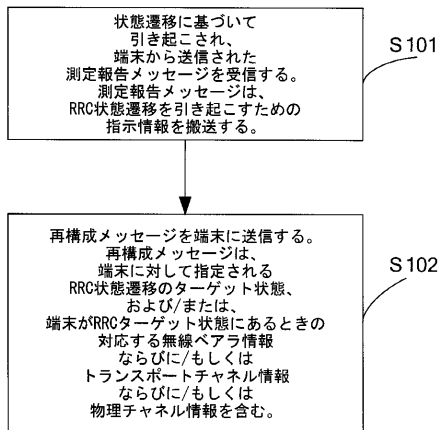 状態遷移に基づいて
引き起こされ、
端末から送信された
測定報告メッセージを受信する。
測定報告メッセージは、
RRC状態遷移を引き起こすための
指示情報を搬送する。
S101
再構成メッセージを端末に送信する。
再構成メッセージは、
端末に対して指定される
RRC状態遷移のターゲット状態、
および/または、
端末がRRCターゲット状態にあるときの
対応する無線ベアラ情報
ならびに/もしくは
トランスポートチャネル情報
ならびに/もしくは
物理チャネル情報を含む。
S102